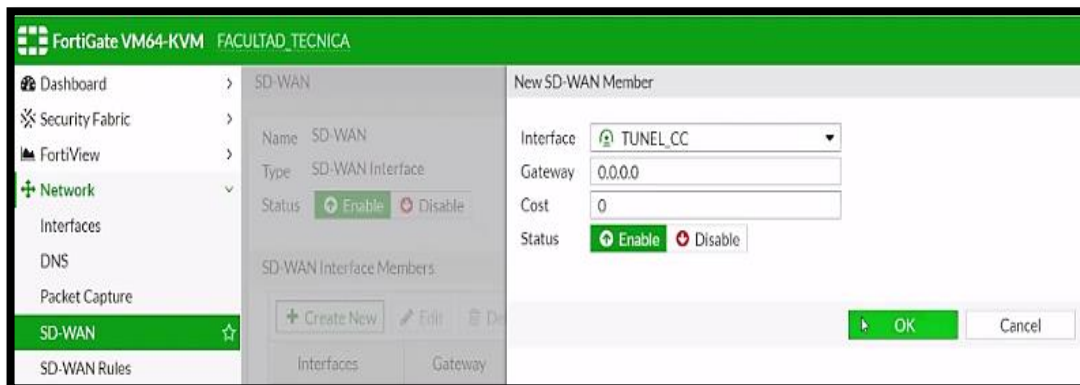 FortiGate VM64-KVM FACULTAD_TECNICA
Dashboard
Security Fabric
FortiView
Network
Interfaces
DNS
Packet Capture
SD-WAN
SD-WAN Rules
SD-WAN
Name SD-WAN
Type SD-WAN Interface
Status Enable Disable
SD-WAN Interface Members
+ Create New Edit De
Interfaces Gateway
New SD-WAN Member
Interface TUNEL_CC
Gateway 0.0.0.0
Cost 0
Status Enable Disable
OK Cancel